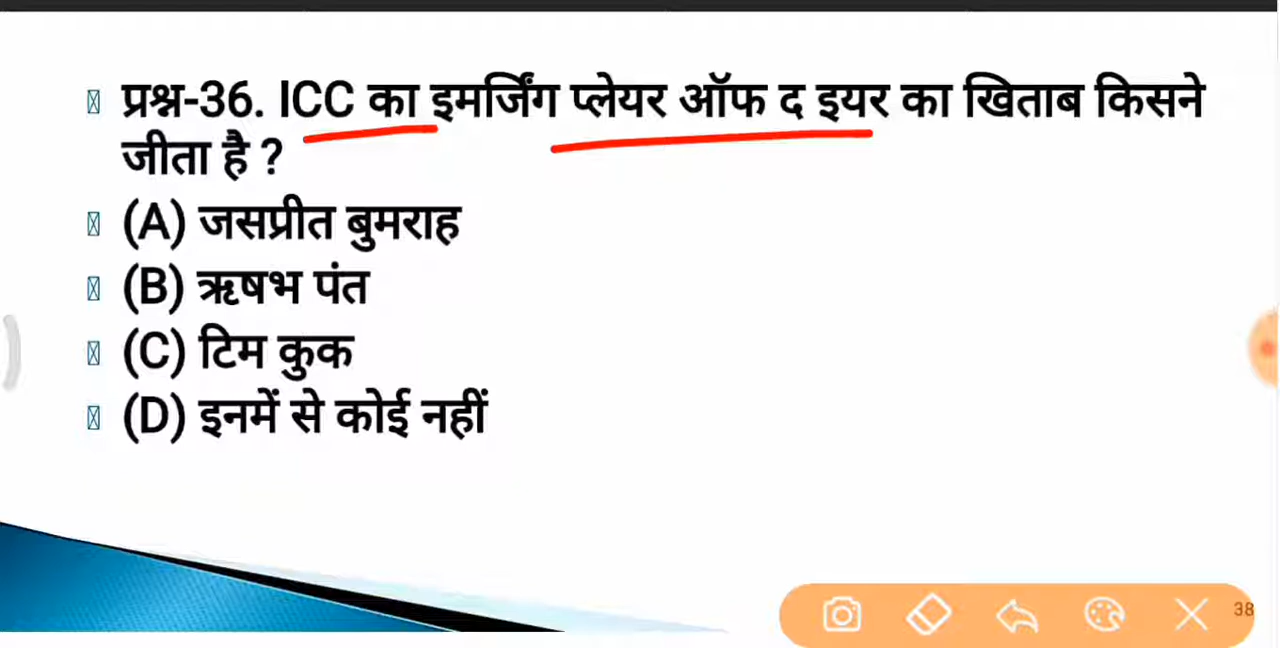 प्रश्न-36. ICC का इमर्जिंग प्लेयर ऑफ द इयर का खिताब किसने
जीता है ?
(A) जसप्रीत बुमराह
(B) ऋषभ पंत
(C) टिम कुक
(D) इनमें से कोई नहीं
38